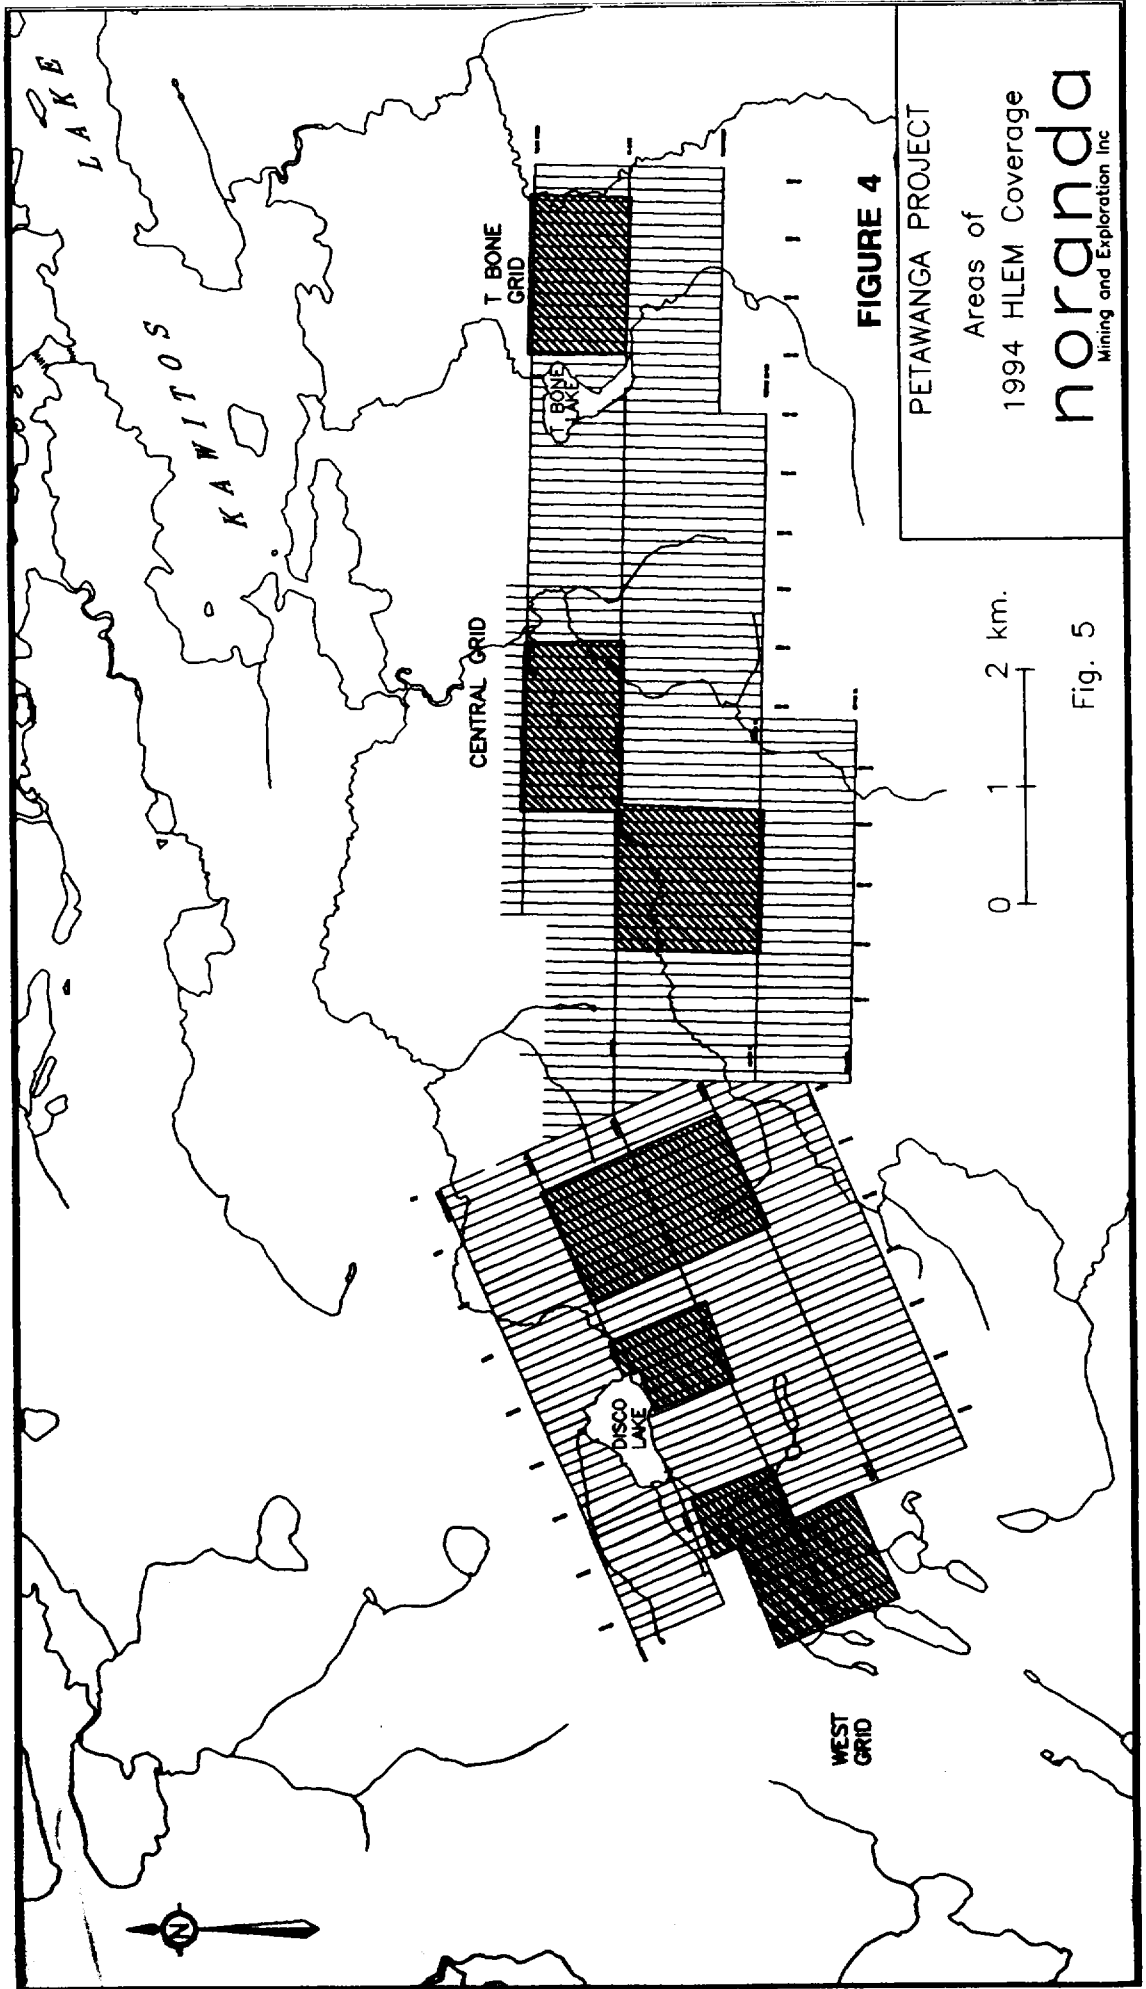 KAWITOS LAKE
T BONE
GRID
T BONE
LAKE
CENTRAL GRID
DISCO
LAKE
WEST
GRID
N
FIGURE 4
PETAWANGA PROJECT
Areas of
1994 HLEM Coverage
noranda
Mining and Exploration Inc
0 1 2 km.
Fig. 5